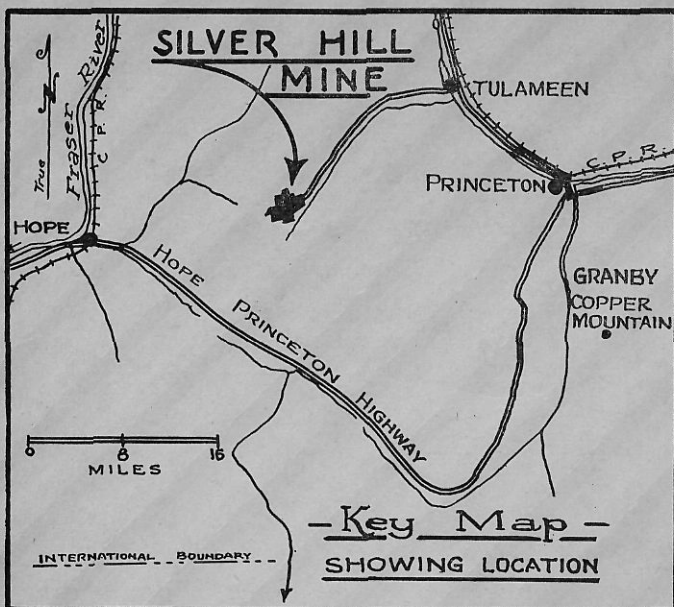 SILVER HILL
MINE
True
N
Fraser River
C. P. R.
TULAMEEN
C. P. R.
PRINCETON
HOPE
HOPE PRINCETON HIGHWAY
GRANBY
COPPER
MOUNTAIN
0 8 16
MILES
- Key Map -
SHOWING LOCATION
INTERNATIONAL BOUNDARY